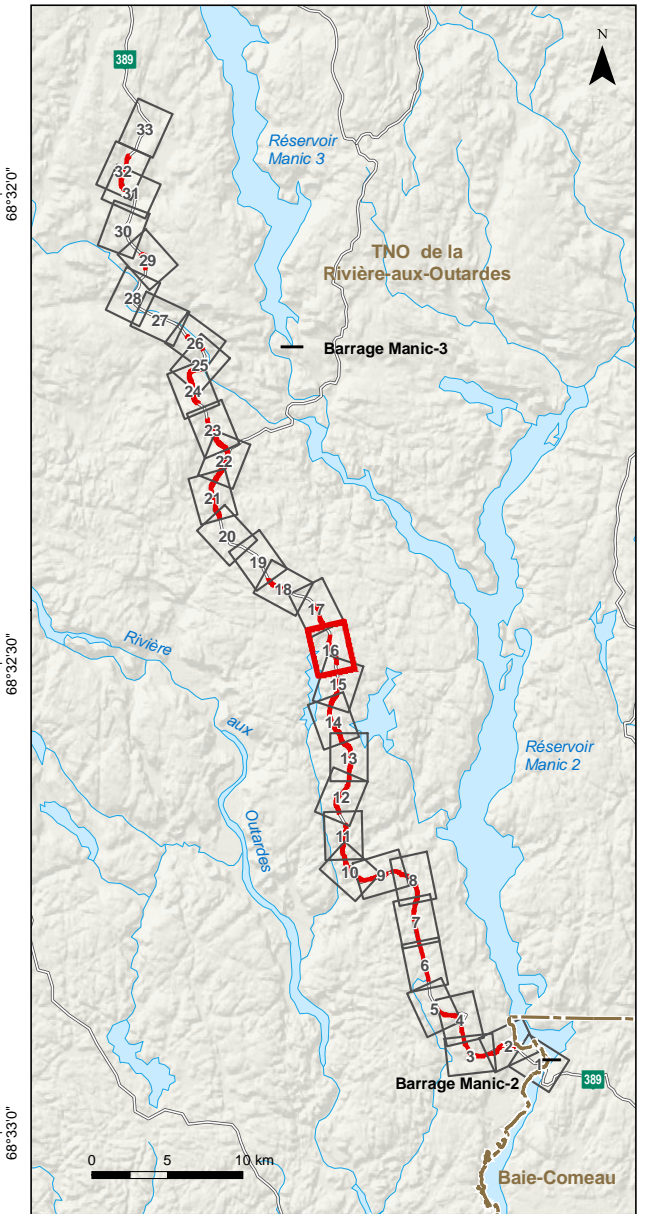 N
389
33
Réservoir
Manic 3
32
31
68°32'0"
30
TNO de la
Rivière-aux-Outardes
29
28
27
26
Barrage Manic-3
25
24
23
22
21
20
19
18
17
Rivière
16
68°32'30"
15
14
aux
13
Réservoir
Manic 2
12
Outardes
11
10
9
8
7
6
5
4
3
2
1
Barrage Manic-2
389
68°33'0"
0
5
10 km
Baie-Comeau